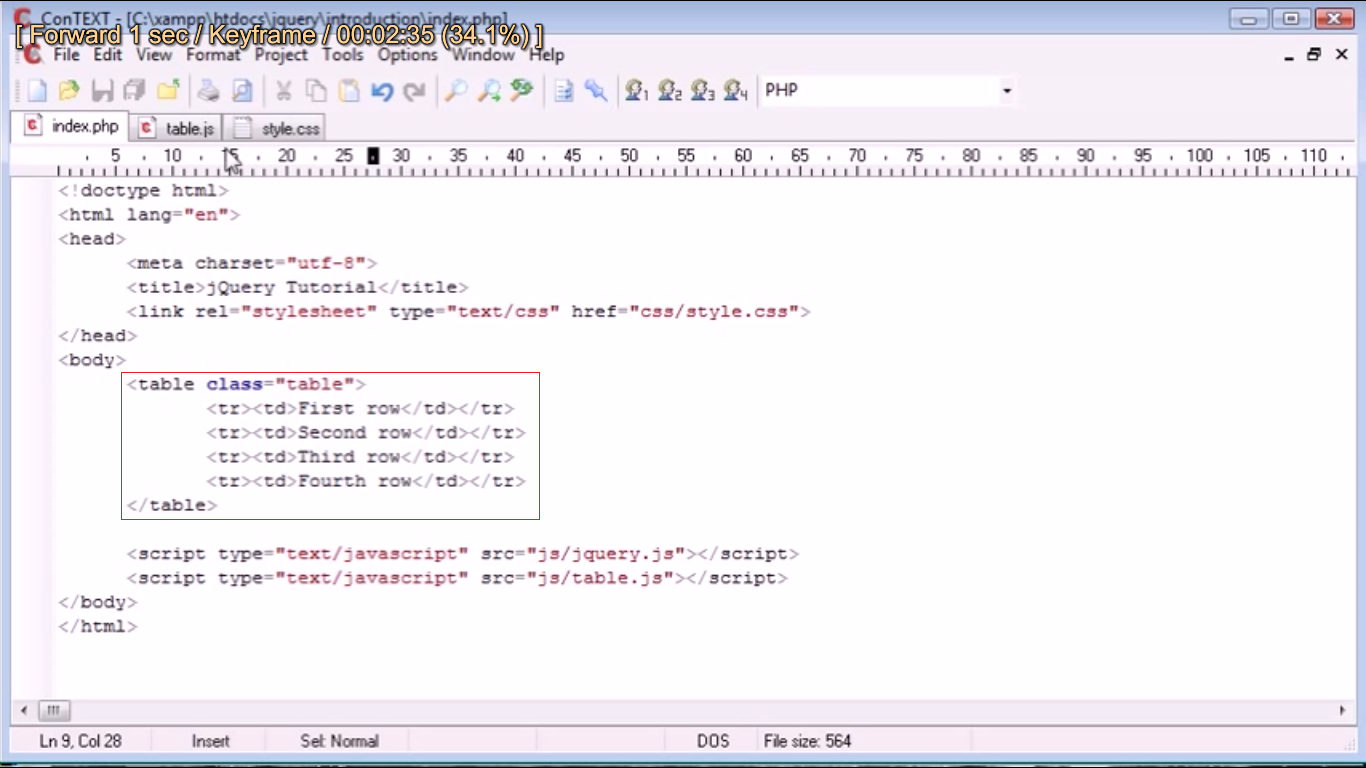 ConTEXT - [C:\xampp\htdocs\jquery\introduction\index.php]
[ Forward 1 sec / Keyframe / 00:02:35 (34.1%) ]
File Edit View Format Project Tools Options Window Help
1 2 3 4 PHP
index.php table.js style.css
5 10 15 20 25 30 35 40 45 50 55 60 65 70 75 80 85 90 95 100 105 110
<!doctype html>
<html lang="en">
<head>
<meta charset="utf-8">
<title>jQuery Tutorial</title>
<link rel="stylesheet" type="text/css" href="css/style.css">
</head>
<body>
<table class="table">
<tr><td>First row</td></tr>
<tr><td>Second row</td></tr>
<tr><td>Third row</td></tr>
<tr><td>Fourth row</td></tr>
</table>
<script type="text/javascript" src="js/jquery.js"></script>
<script type="text/javascript" src="js/table.js"></script>
</body>
</html>
Ln 9, Col 28 Insert Sel: Normal DOS File size: 564